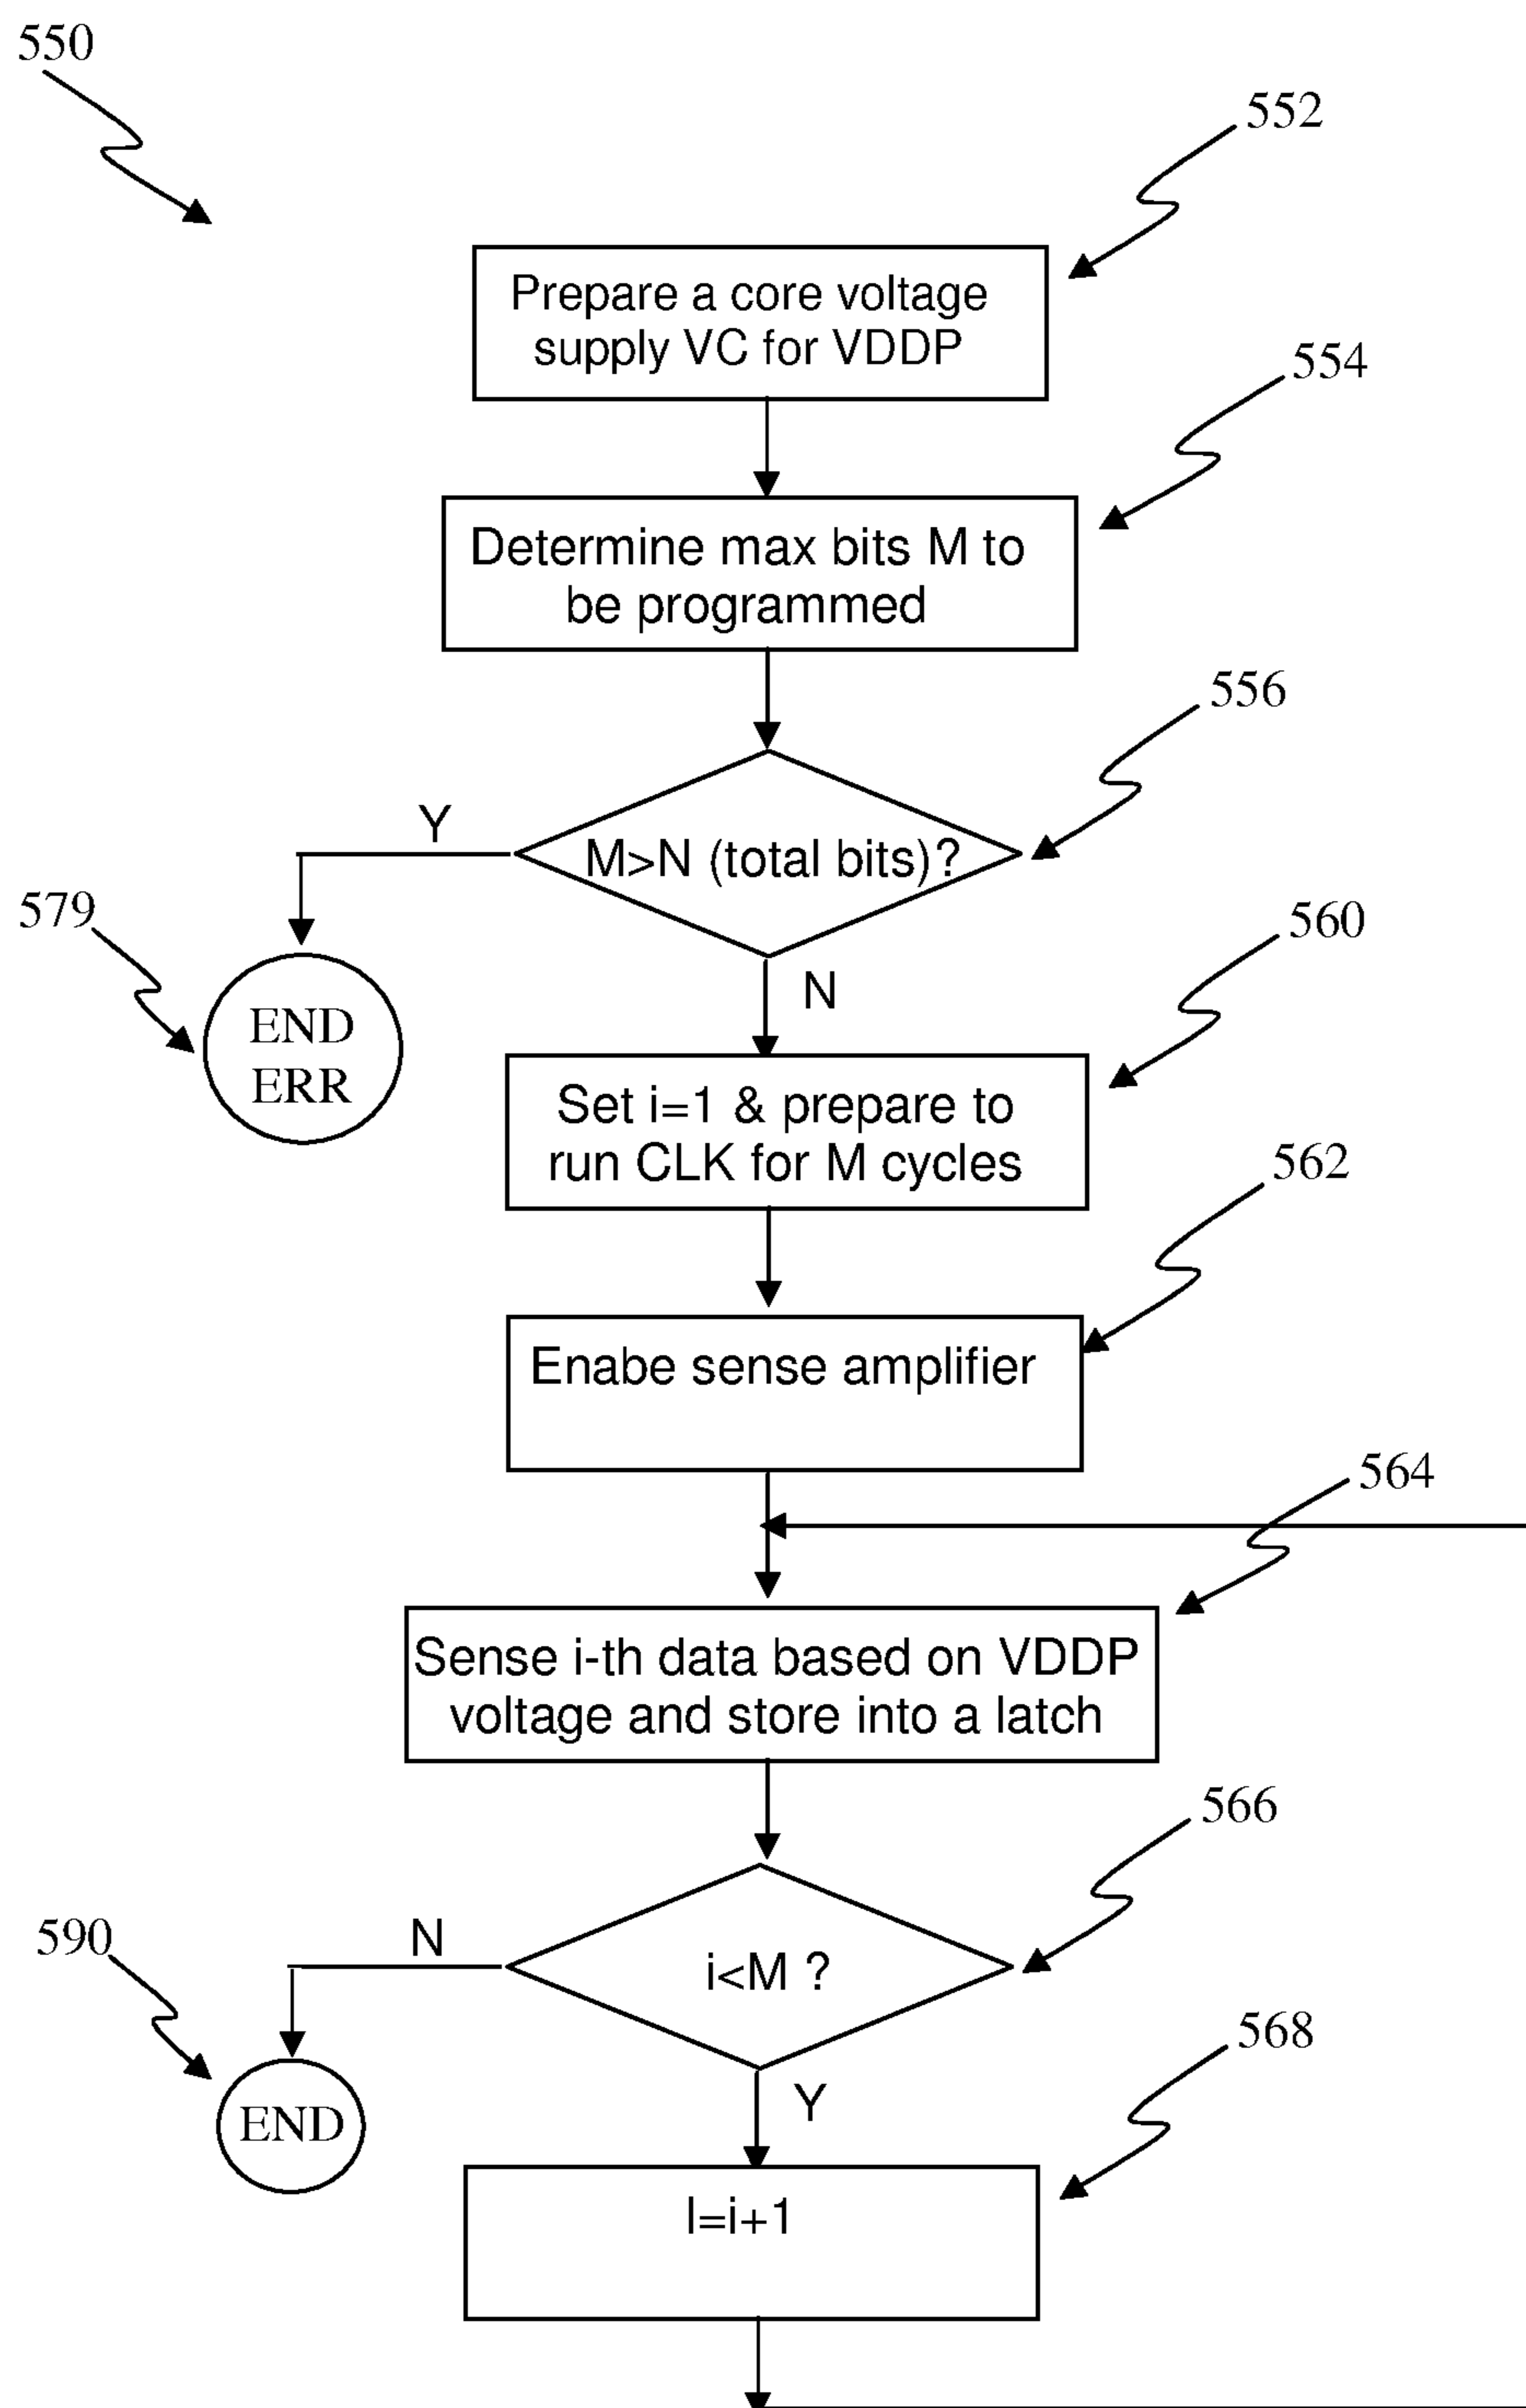 550
552
Prepare a core voltage
supply VC for VDDP
554
Determine max bits M to
be programmed
556
Y
M>N (total bits)?
579
560
N
END
ERR
Set i=1 & prepare to
run CLK for M cycles
562
Enabe sense amplifier
564
Sense i-th data based on VDDP
voltage and store into a latch
566
590
N
i<M ?
568
Y
END
I=i+1